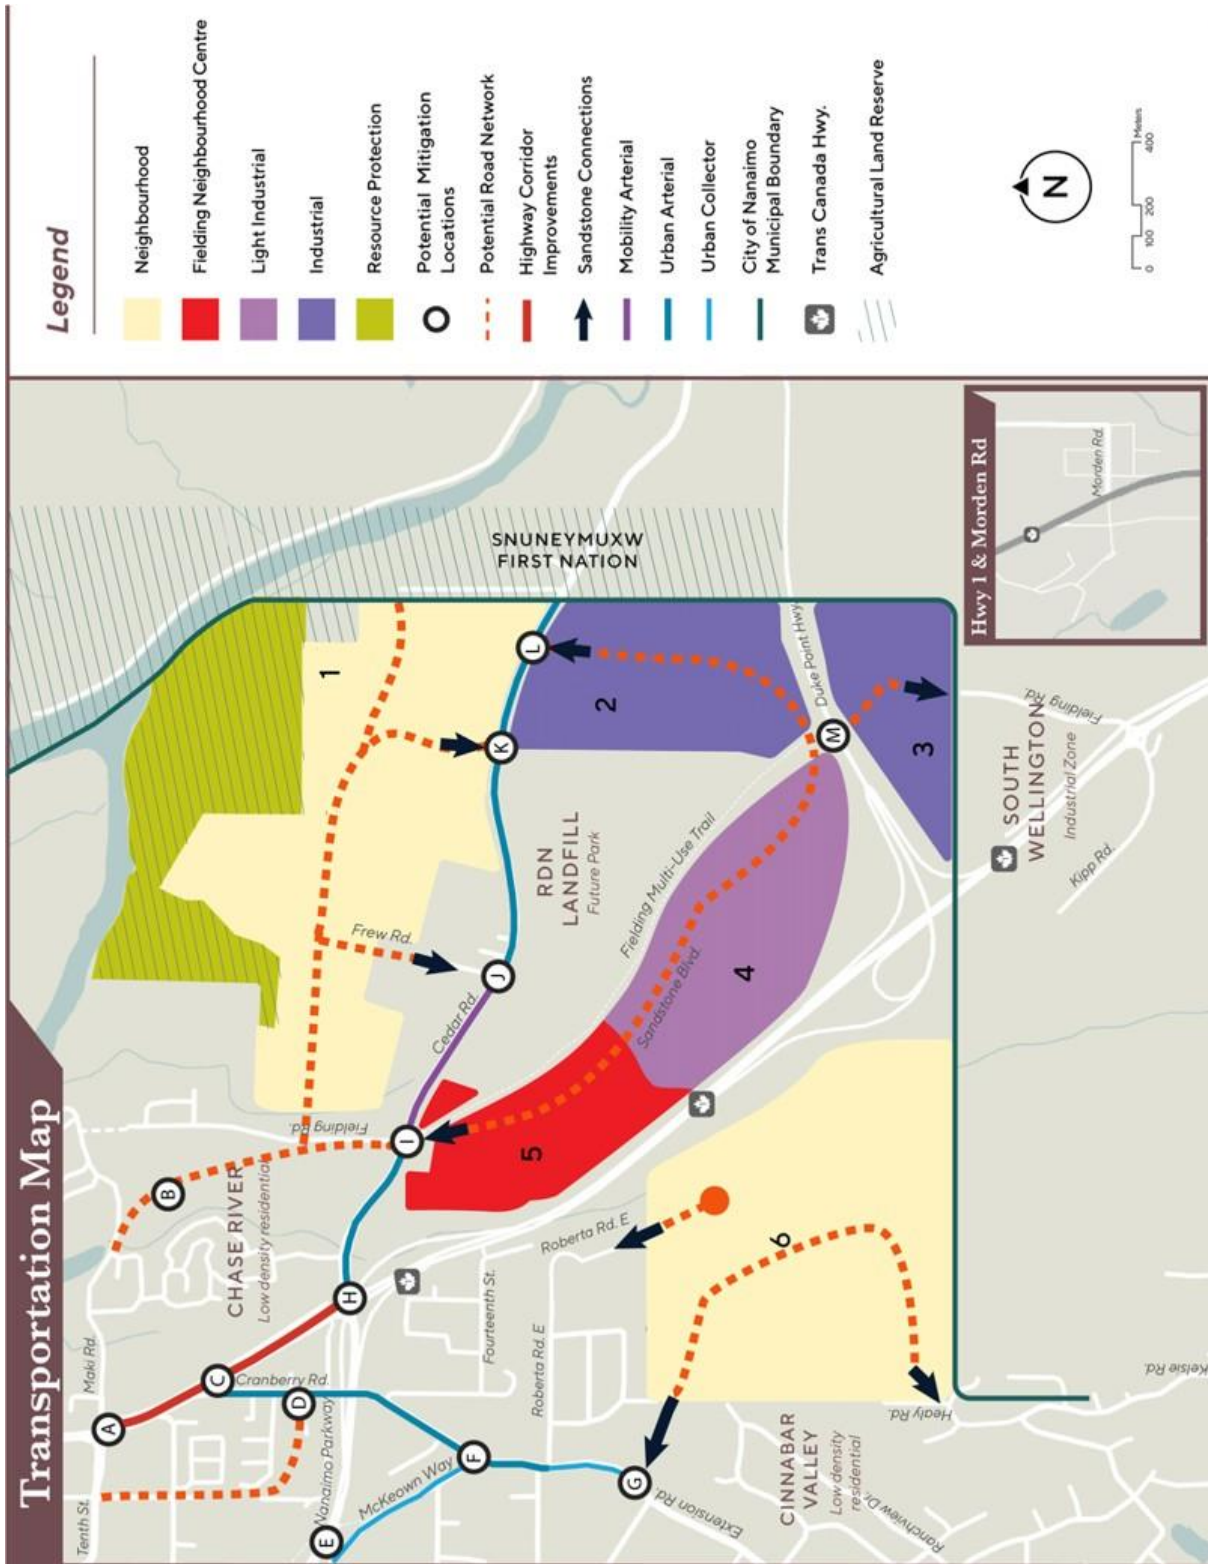 Transportation Map
Legend
Neighbourhood
Fielding Neighbourhood Centre
Light Industrial
Industrial
Resource Protection
Potential Mitigation
Locations
Potential Road Network
Highway Corridor
Improvements
Sandstone Connections
Mobility Arterial
Urban Arterial
Urban Collector
City of Nanaimo
Municipal Boundary
Trans Canada Hwy.
Agricultural Land Reserve
N
0 100 200 400 Meters
Tenth St.
Maki Rd.
A
B
C
Cranberry Rd.
D
CHASE RIVER
Low density residential
Fielding Rd.
1
Frew Rd.
E
Nanaimo Parkway
H
I
Cedar Rd.
J
K
L
SNUNEYMUXW
FIRST NATION
McKeown Way
F
Fourteenth St.
Roberta Rd. E
Roberta Rd. E
5
RDN
LANDFILL
Future Park
2
Fielding Multi-Use Trail
Sandstone Blvd.
G
Extension Rd.
4
M
Duke Point Hwy
6
3
CINNABAR
VALLEY
Low density
residential
Ranchview Dr.
Healy Rd.
Kelsie Rd.
SOUTH
WELLINGTON
Industrial Zone
Fielding Rd.
Kipp Rd.
Hwy 1 & Morden Rd
Morden Rd.